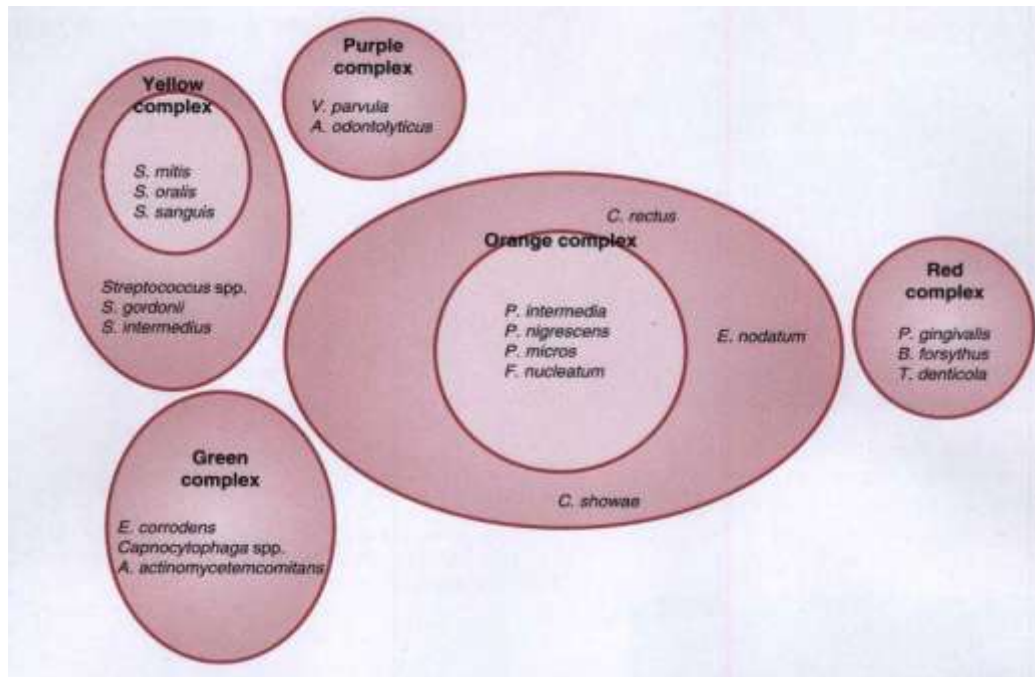 Purple
complex
V. parvula
A. odontolyticus
Yellow
complex
S. mitis
S. oralis
S. sanguis
Streptococcus spp.
S. gordonii
S. intermedius
C. rectus
Orange complex
P. intermedia
P. nigrescens
P. micros
F. nucleatum
E. nodatum
C. showae
Red
complex
P. gingivalis
B. forsythus
T. denticola
Green
complex
E. corrodens
Capnocytophaga spp.
A. actinomycetemcomitans